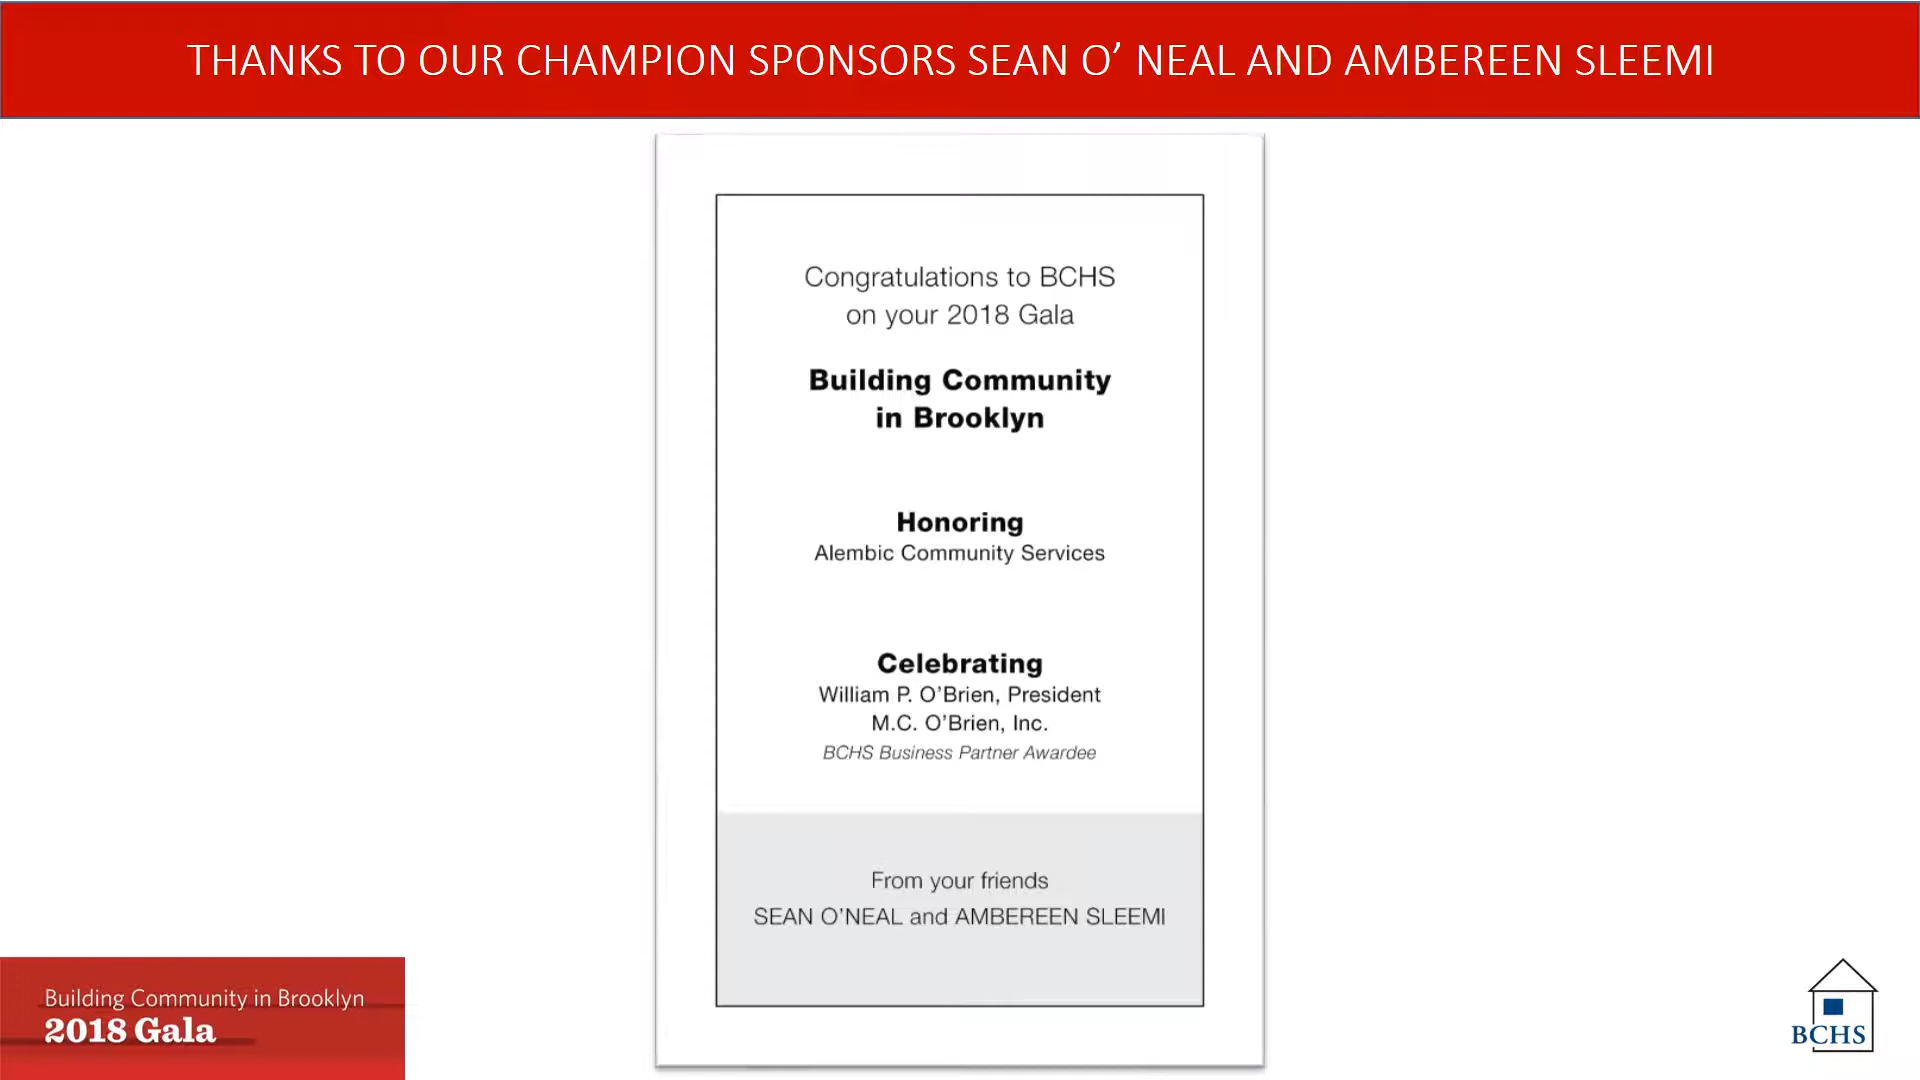 THANKS TO OUR CHAMPION SPONSORS SEAN O’ NEAL AND AMBEREEN SLEEMI
Congratulations to BCHS
on your 2018 Gala
Building Community
in Brooklyn
Honoring
Alembic Community Services
Celebrating
William P. O’Brien, President
M.C. O’Brien, Inc.
BCHS Business Partner Awardee
From your friends
SEAN O’NEAL and AMBEREEN SLEEMI
Building Community in Brooklyn
2018 Gala
BCHS